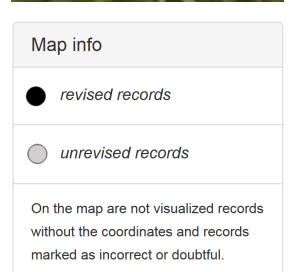 Map info
revised records
unrevised records
On the map are not visualized records
without the coordinates and records
marked as incorrect or doubtful.